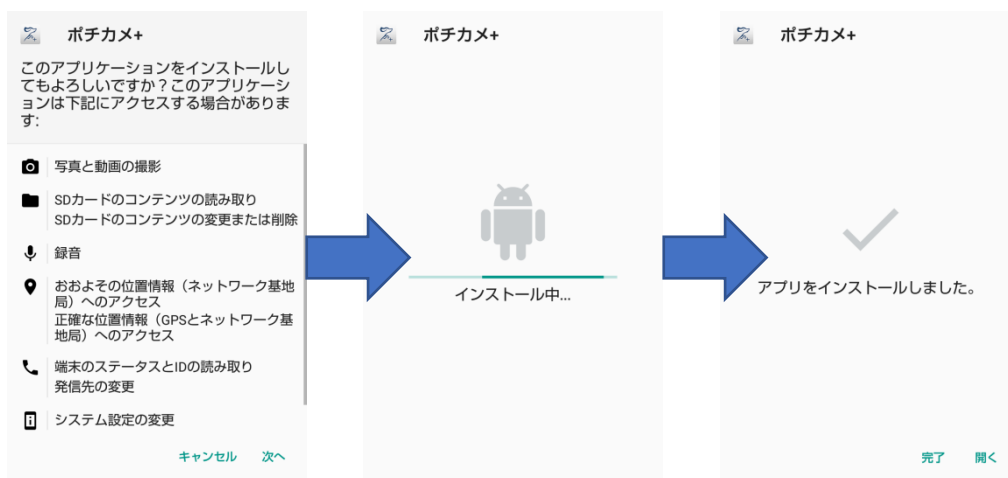 ポチカメ+
このアプリケーションをインストールし
てもよろしいですか？このアプリケーシ
ョンは下記にアクセスする場合がありま
す:
写真と動画の撮影
SDカードのコンテンツの読み取り
SDカードのコンテンツの変更または削除
録音
おおよその位置情報（ネットワーク基地
局）へのアクセス
正確な位置情報（GPSとネットワーク基
地局）へのアクセス
端末のステータスとIDの読み取り
発信先の変更
システム設定の変更
キャンセル 次へ
ポチカメ+
インストール中...
ポチカメ+
アプリをインストールしました。
完了 開く